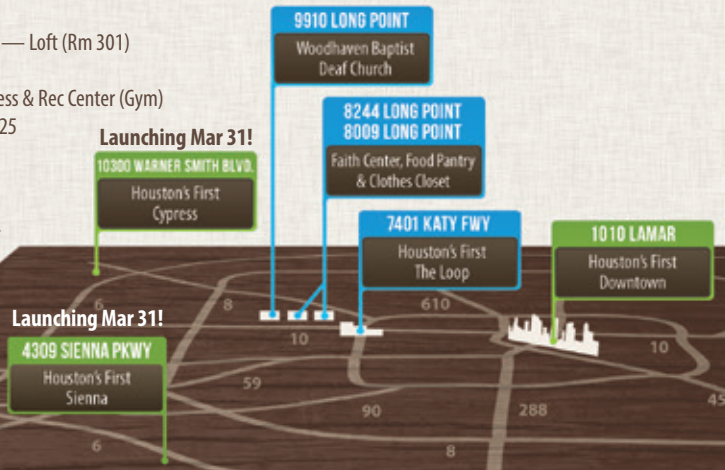 — Loft (Rm 301)
ess & Rec Center (Gym)
25
9910 LONG POINT
Woodhaven Baptist
Deaf Church
8244 LONG POINT
8009 LONG POINT
Faith Center, Food Pantry
& Clothes Closet
Launching Mar 31!
10300 WARNER SMITH BLVD.
Houston's First
Cypress
7401 KATY FWY
Houston's First
The Loop
1010 LAMAR
Houston's First
Downtown
Launching Mar 31!
4309 SIENNA PKWY
Houston's First
Sienna
6
8
610
10
10
59
90
288
45
6
8